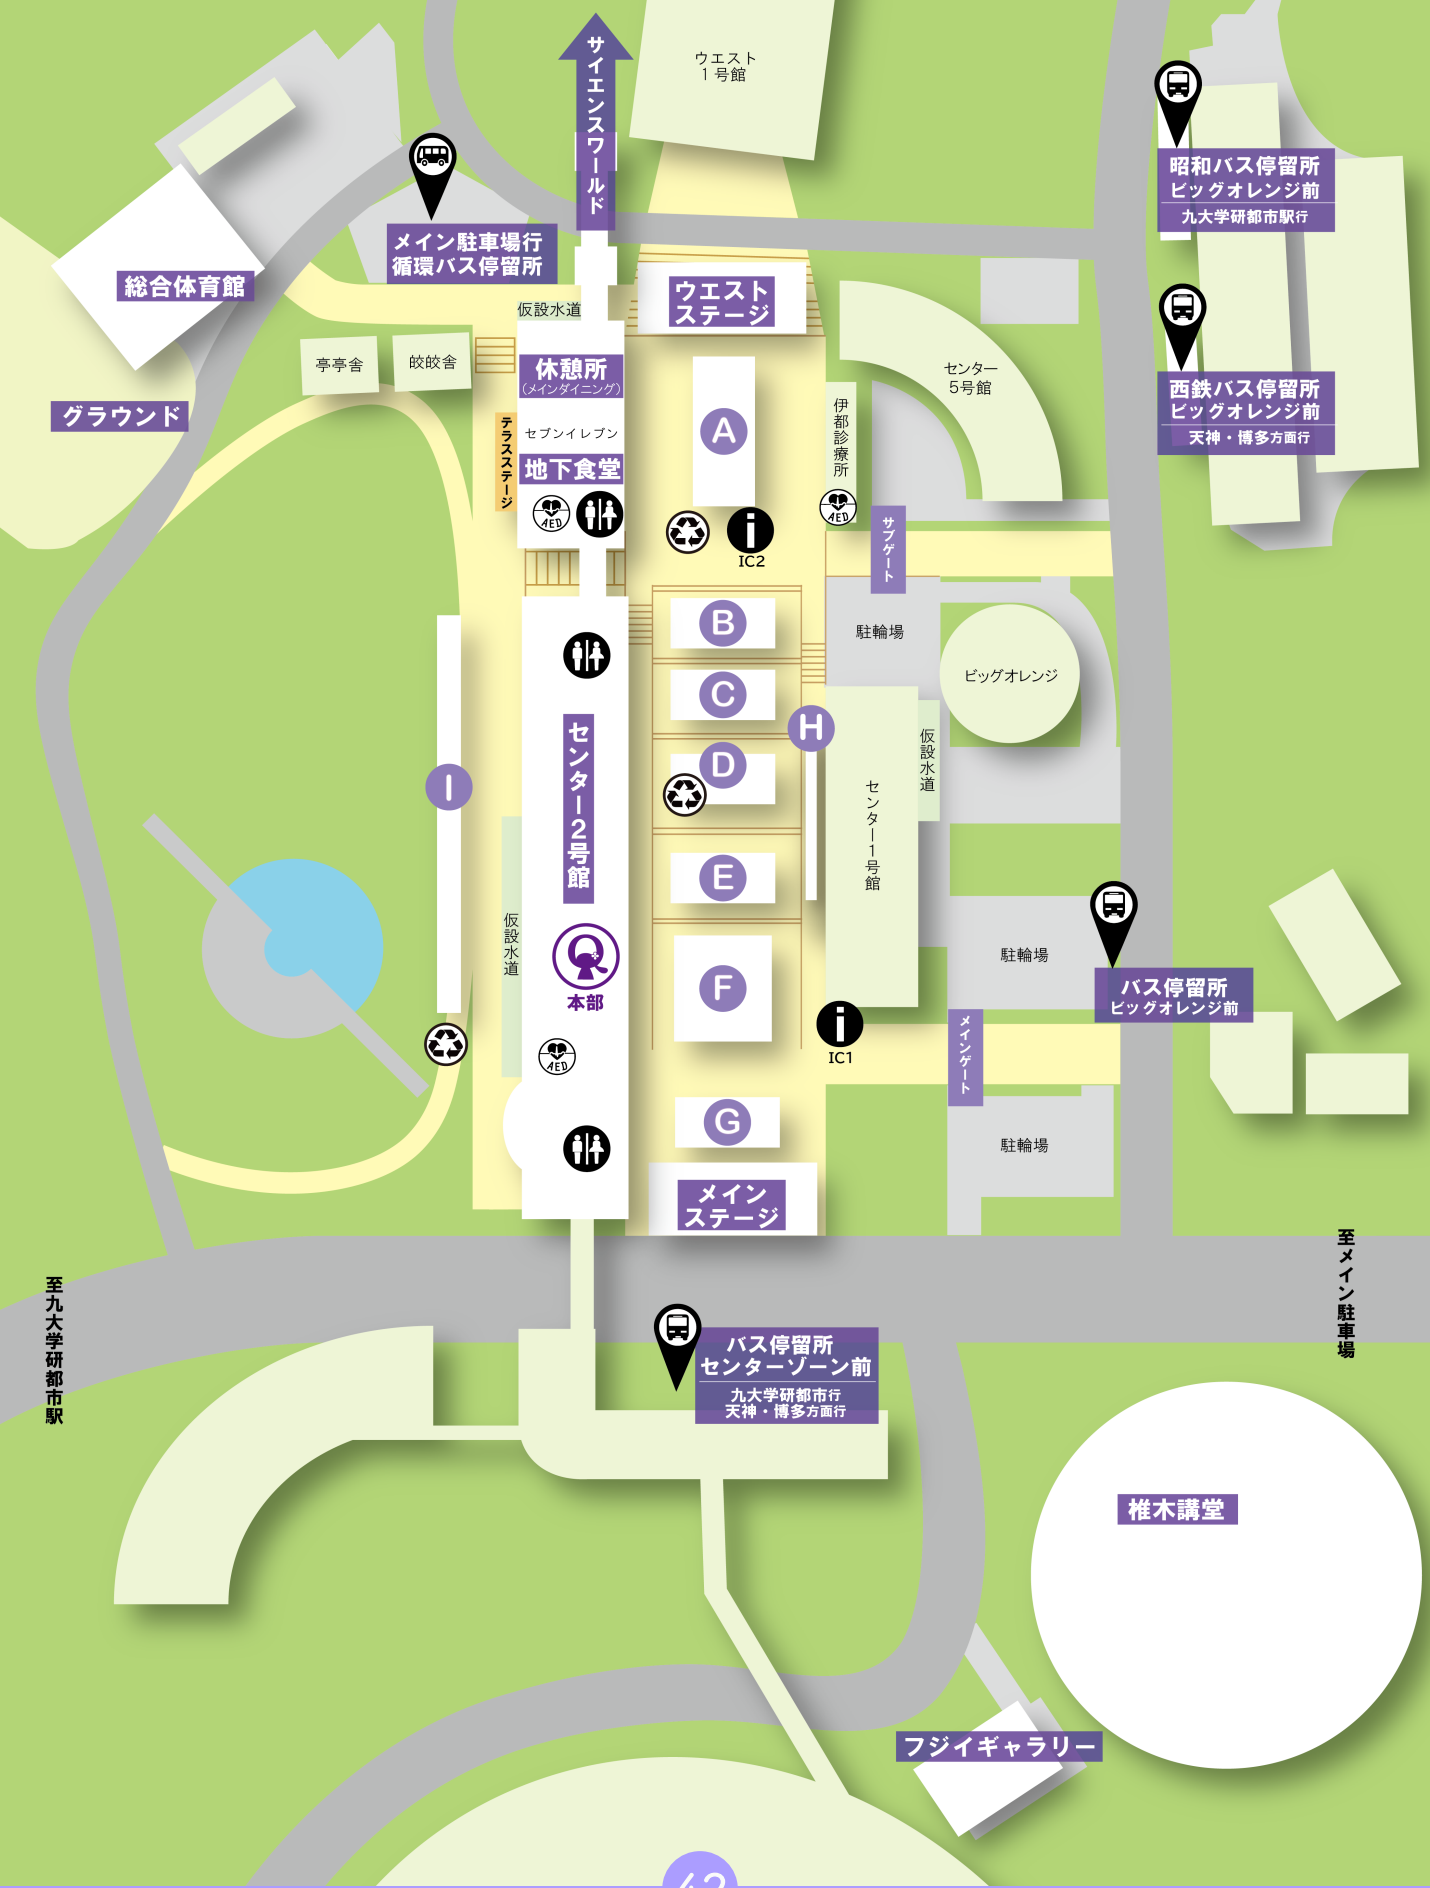 サイエンスワールド
ウエスト
1号館
昭和バス停留所
ビッグオレンジ前
九大学研都市駅行
メイン駐車場行
循環バス停留所
総合体育館
ウエスト
ステージ
仮設水道
西鉄バス停留所
ビッグオレンジ前
天神・博多方面行
亭亭舎
皎皎舎
休憩所
(メインダイニング)
センター
5号館
グラウンド
テラスステージ
セブンイレブン
地下食堂
A
伊都診療所
AED
AED
サブゲート
IC2
B
駐輪場
C
ビッグオレンジ
H
センター2号館
D
仮設水道
I
センター1号館
E
仮設水道
本部
駐輪場
F
バス停留所
ビッグオレンジ前
IC1
メインゲート
AED
G
駐輪場
メイン
ステージ
至九大学研都市駅
至メイン駐車場
バス停留所
センターゾーン前
九大学研都市行
天神・博多方面行
椎木講堂
フジイギャラリー